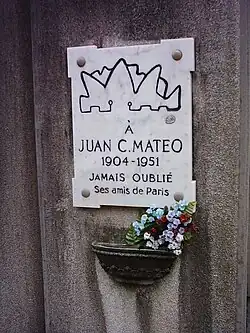 À
JUAN C. MATEO
1904-1951
JAMAIS OUBLIÉ
Ses amis de Paris